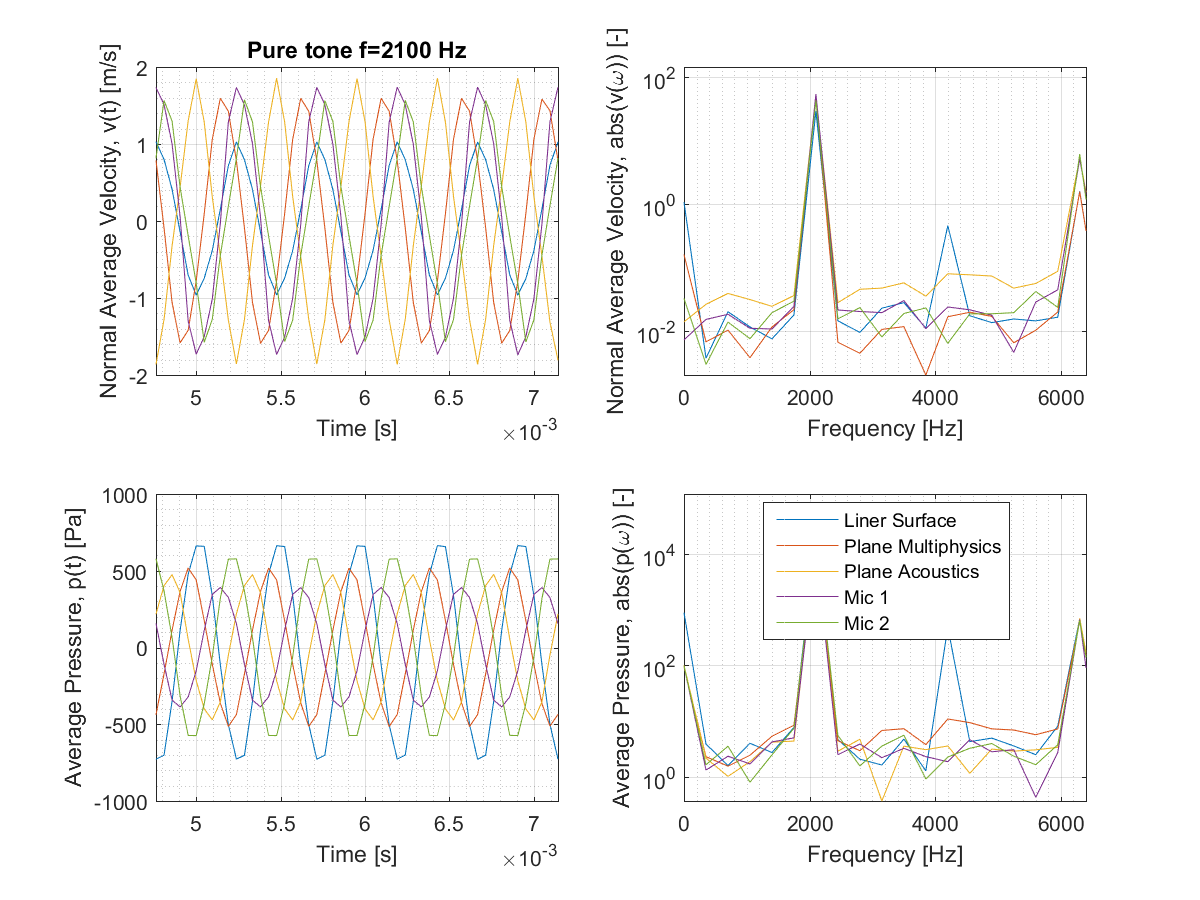 Pure tone f=2100 Hz
Normal Average Velocity, v(t) [m/s]
2
1
0
-1
-2
5
5.5
6
6.5
7
Time [s]
×10-3
Normal Average Velocity, abs(v(ω)) [-]
102
100
10-2
0
2000
4000
6000
Frequency [Hz]
Average Pressure, p(t) [Pa]
1000
500
0
-500
-1000
5
5.5
6
6.5
7
Time [s]
×10-3
Average Pressure, abs(p(ω)) [-]
104
102
100
Liner Surface
Plane Multiphysics
Plane Acoustics
Mic 1
Mic 2
0
2000
4000
6000
Frequency [Hz]